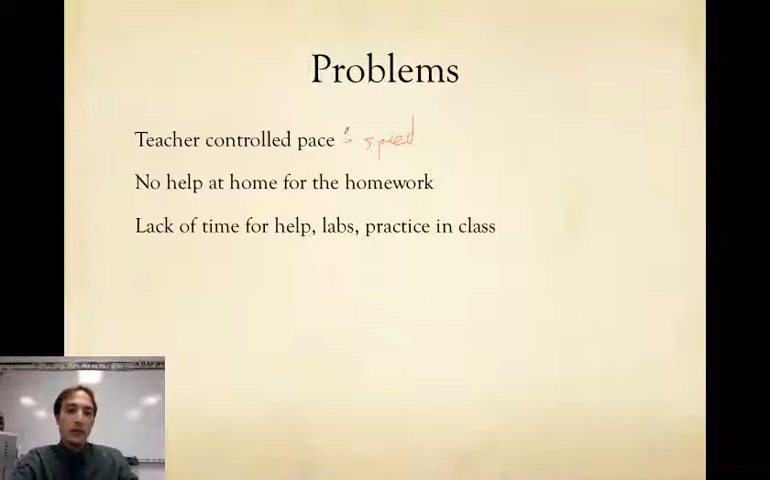 Problems
Teacher controlled pace : speed
No help at home for the homework
Lack of time for help, labs, practice in class